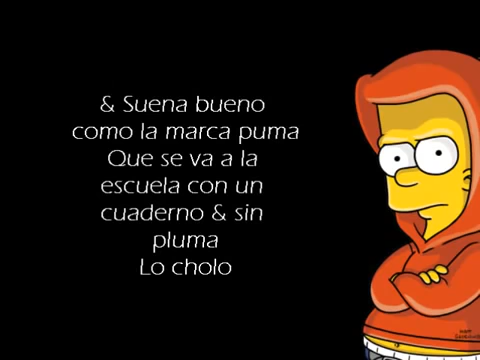 & Suena bueno
como la marca puma
Que se va a la
escuela con un
cuaderno & sin
pluma
Lo cholo